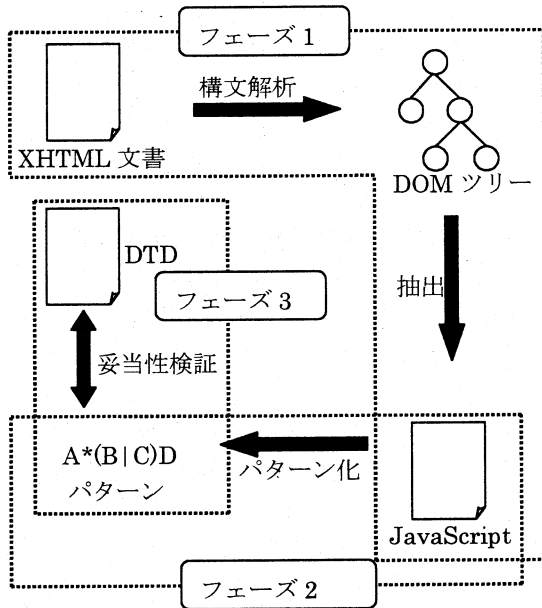 フェーズ 1
構文解析
XHTML 文書
DOM ツリー
DTD
フェーズ 3
抽出
妥当性検証
A*(B | C)D
パターン
パターン化
JavaScript
フェーズ 2